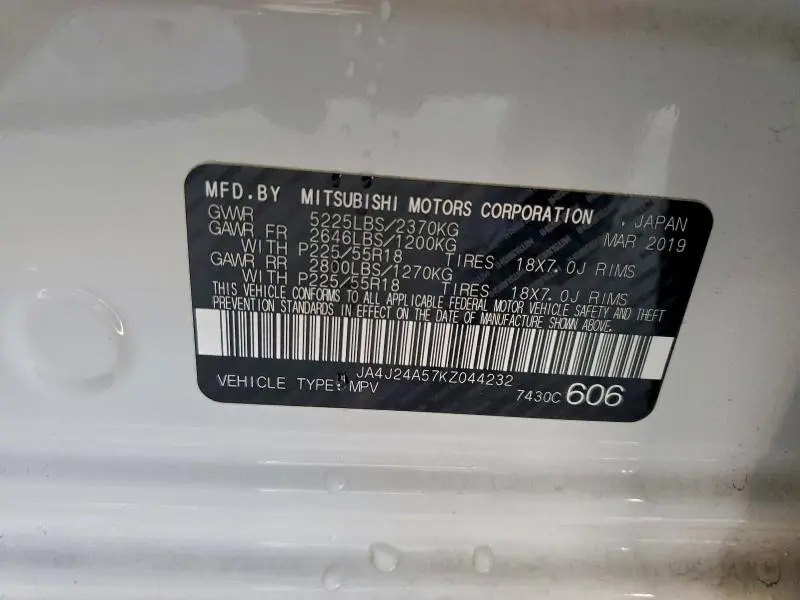 MFD.BY MITSUBISHI MOTORS CORPORATION , JAPAN
GVWR 5225LBS/2370KG MAR 2019
GAWR FR 2646LBS/1200KG
WITH P225/55R18 TIRES 18X7.0J RIMS
GAWR RR 2800LBS/1270KG
WITH P225/55R18 TIRES 18X7.0J RIMS
THIS VEHICLE CONFORMS TO ALL APPLICABLE FEDERAL MOTOR VEHICLE SAFETY AND THEFT
PREVENTION STANDARDS IN EFFECT ON THE DATE OF MANUFACTURE SHOWN ABOVE.
JA4J24A57KZ044232
VEHICLE TYPE: MPV 7430C 606